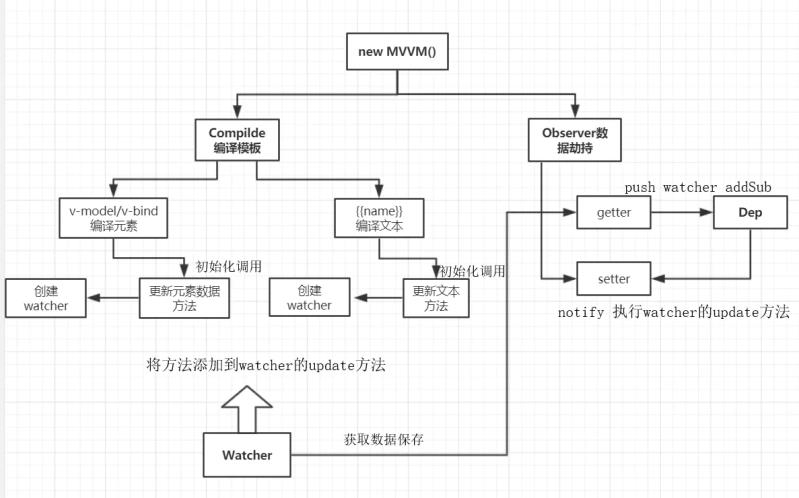 new MVVM()
Compilde
编译模板
Observer数
据劫持
push watcher addSub
v-model/v-bind
编译元素
{{name}}
编译文本
getter
Dep
初始化调用
初始化调用
setter
创建
watcher
更新元素数据
方法
创建
watcher
更新文本
方法
notify 执行watcher的update方法
将方法添加到watcher的update方法
获取数据保存
Watcher